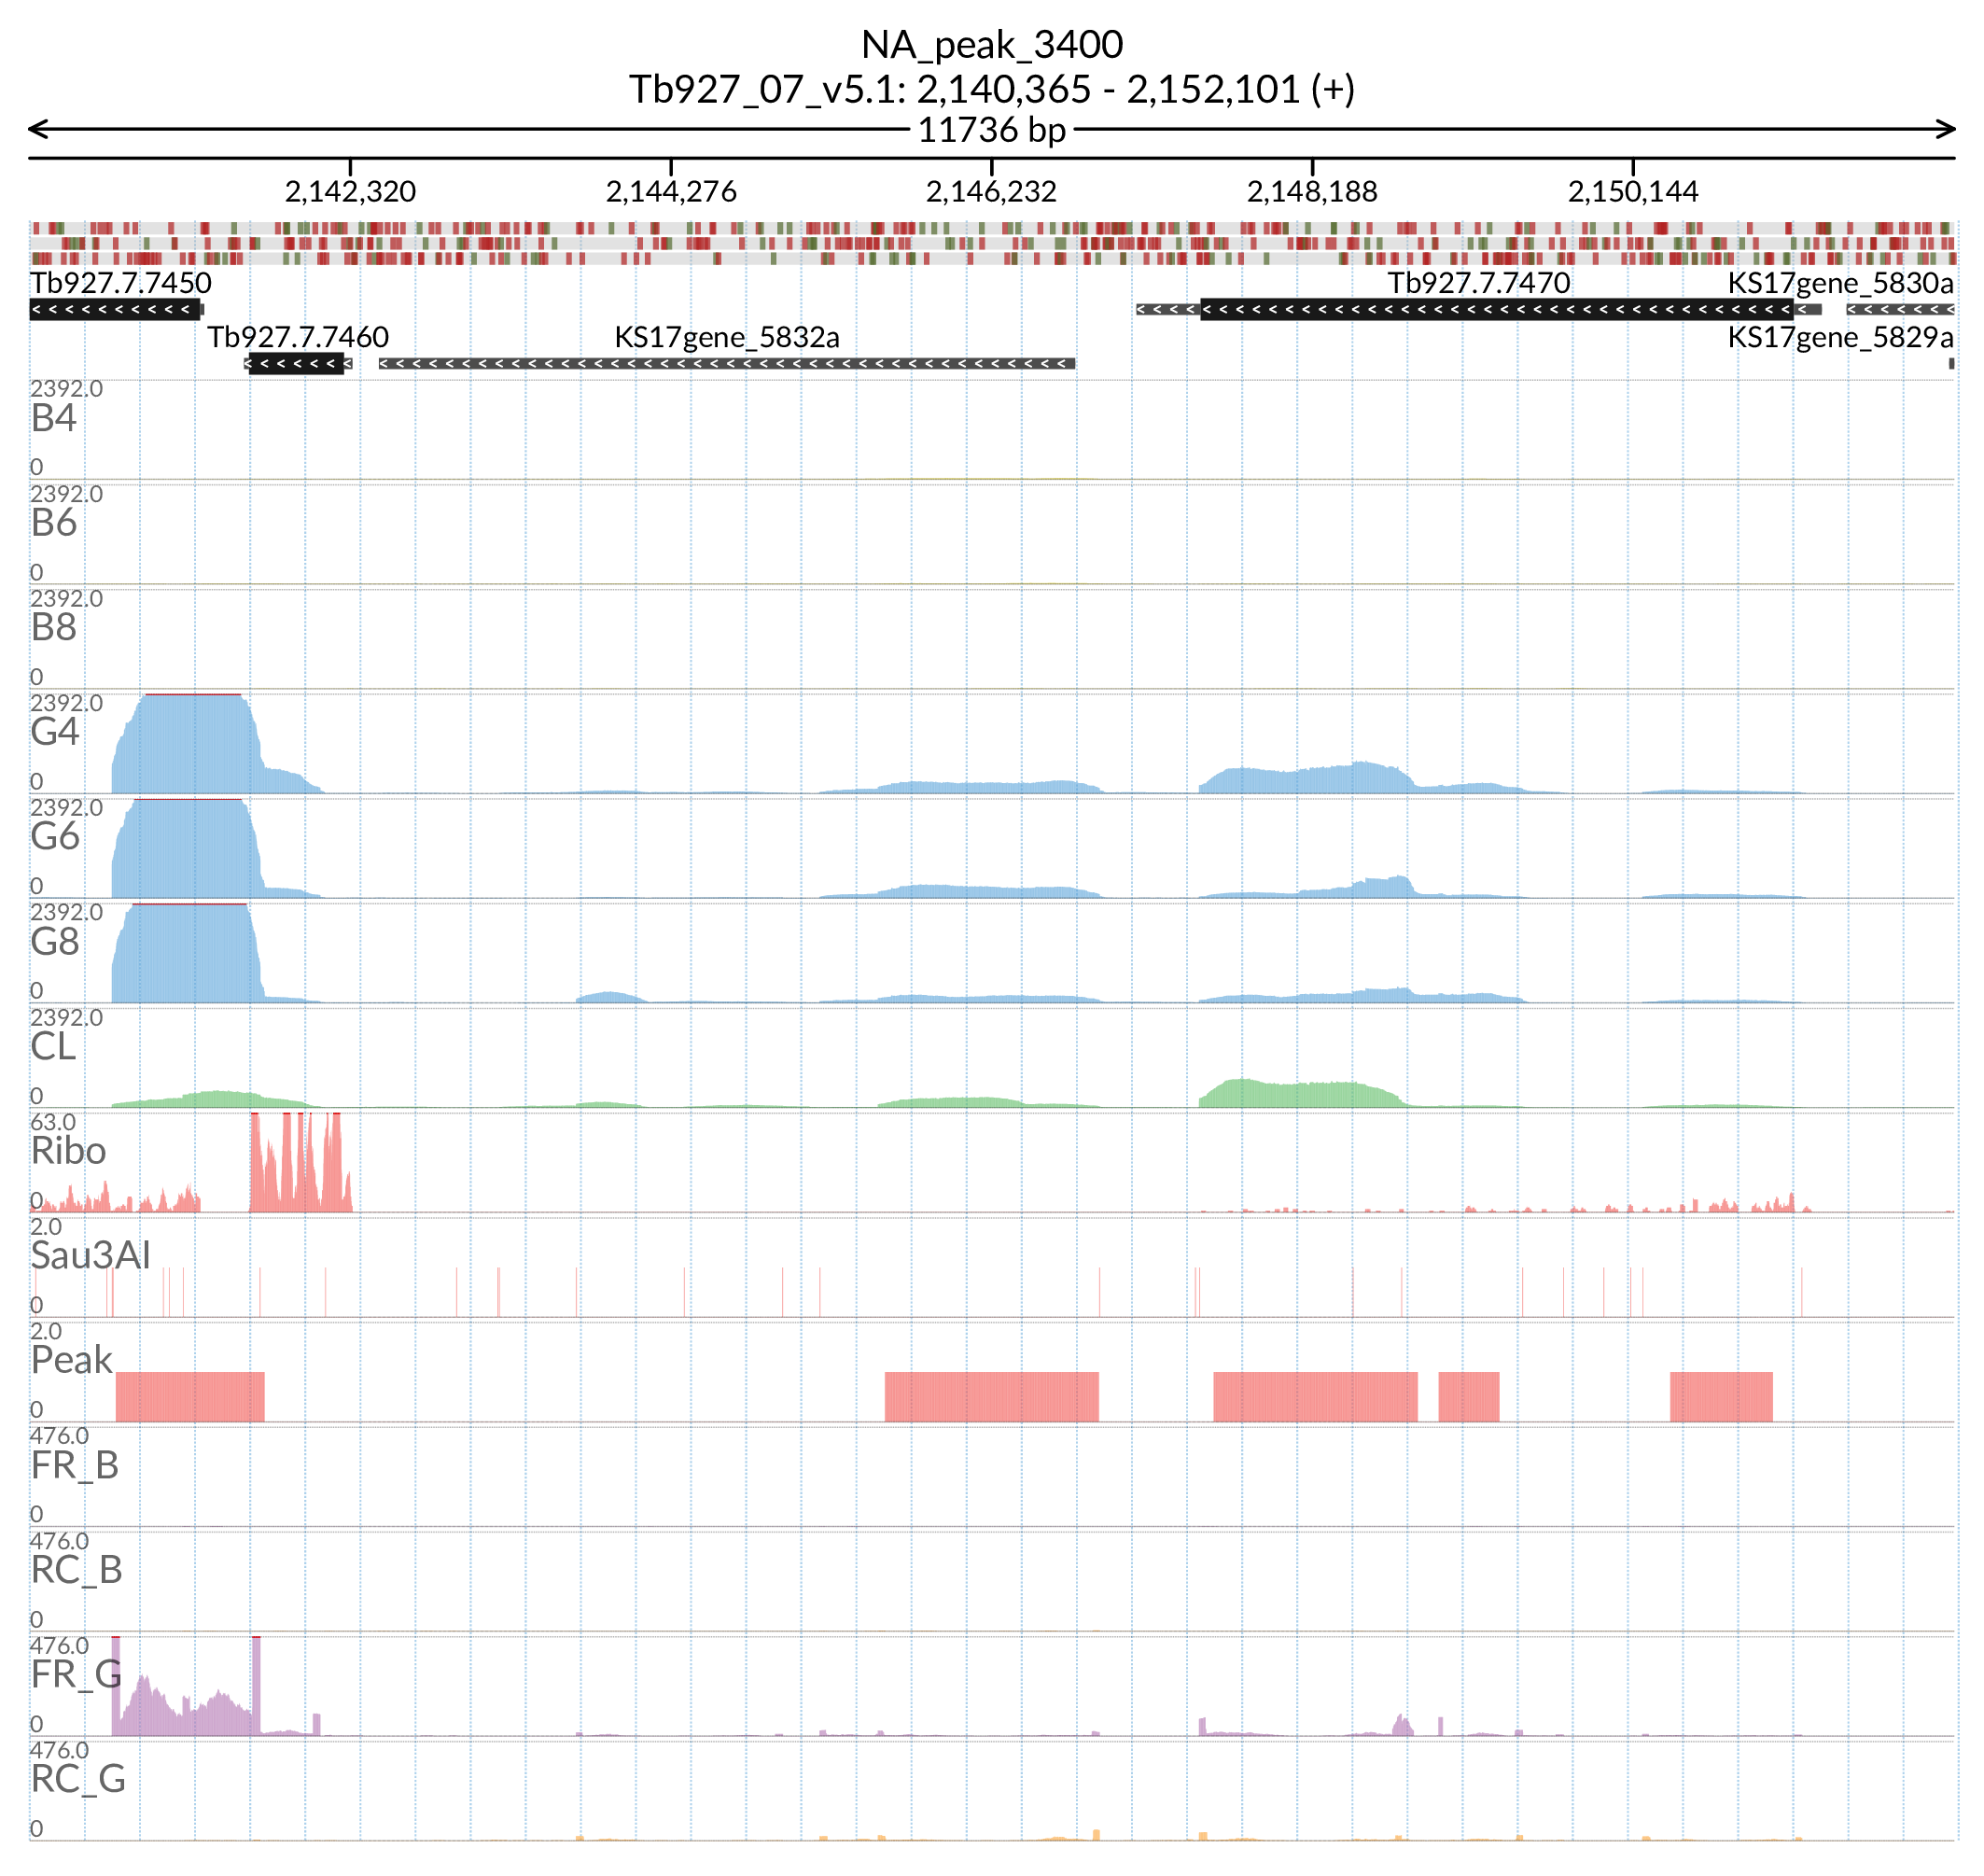 NA_peak_3400
Tb927_07_v5.1: 2,140,365 - 2,152,101 (+)
11736 bp
2,142,320 2,144,276 2,146,232 2,148,188 2,150,144
Tb927.7.7450 Tb927.7.7470 KS17gene_5830a
Tb927.7.7460 KS17gene_5832a KS17gene_5829a
2392.0
B4
0
2392.0
B6
0
2392.0
B8
0
2392.0
G4
0
2392.0
G6
0
2392.0
G8
0
2392.0
CL
0
63.0
Ribo
0
2.0
Sau3AI
0
2.0
Peak
0
476.0
FR_B
0
476.0
RC_B
0
476.0
FR_G
0
476.0
RC_G
0